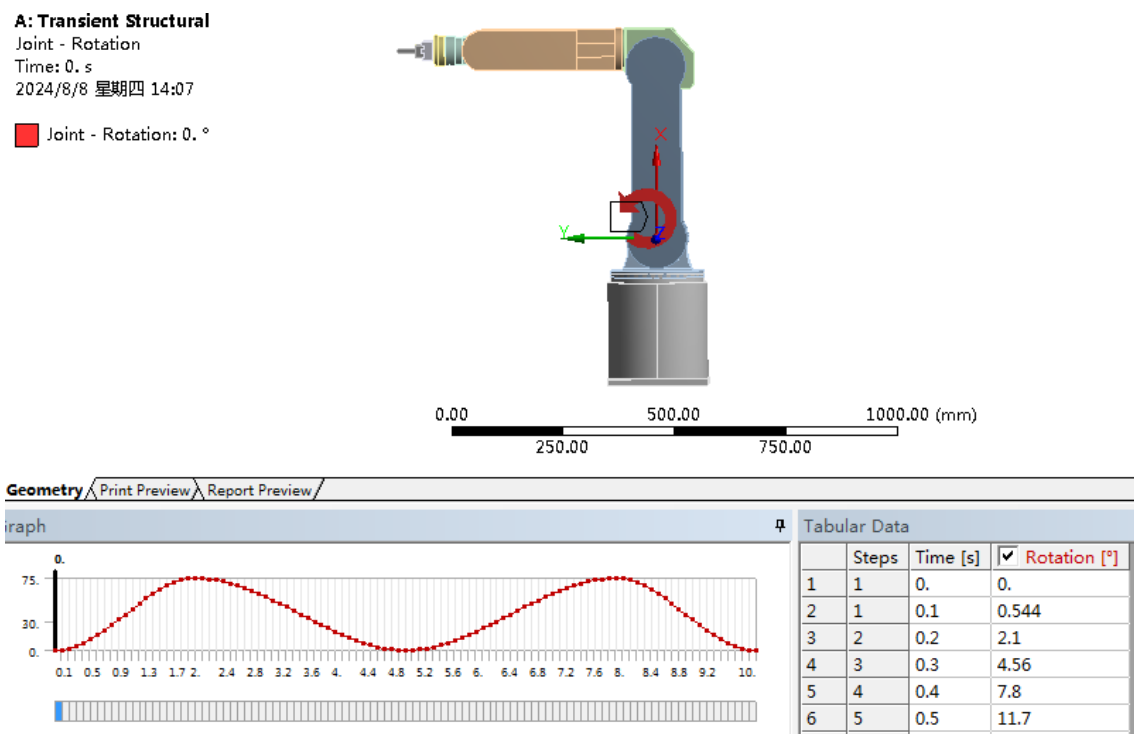 A: Transient Structural
Joint - Rotation
Time: 0. s
2024/8/8 星期四 14:07
Joint - Rotation: 0. °
X
Y
Z
0.00 500.00 1000.00 (mm)
250.00 750.00
Geometry Print Preview Report Preview
Graph
Tabular Data
0.
75.
30.
0.
0.1 0.5 0.9 1.3 1.7 2. 2.4 2.8 3.2 3.6 4. 4.4 4.8 5.2 5.6 6. 6.4 6.8 7.2 7.6 8. 8.4 8.8 9.2 10.
Steps Time [s] Rotation [°]
1 1 0. 0.
2 1 0.1 0.544
3 2 0.2 2.1
4 3 0.3 4.56
5 4 0.4 7.8
6 5 0.5 11.7